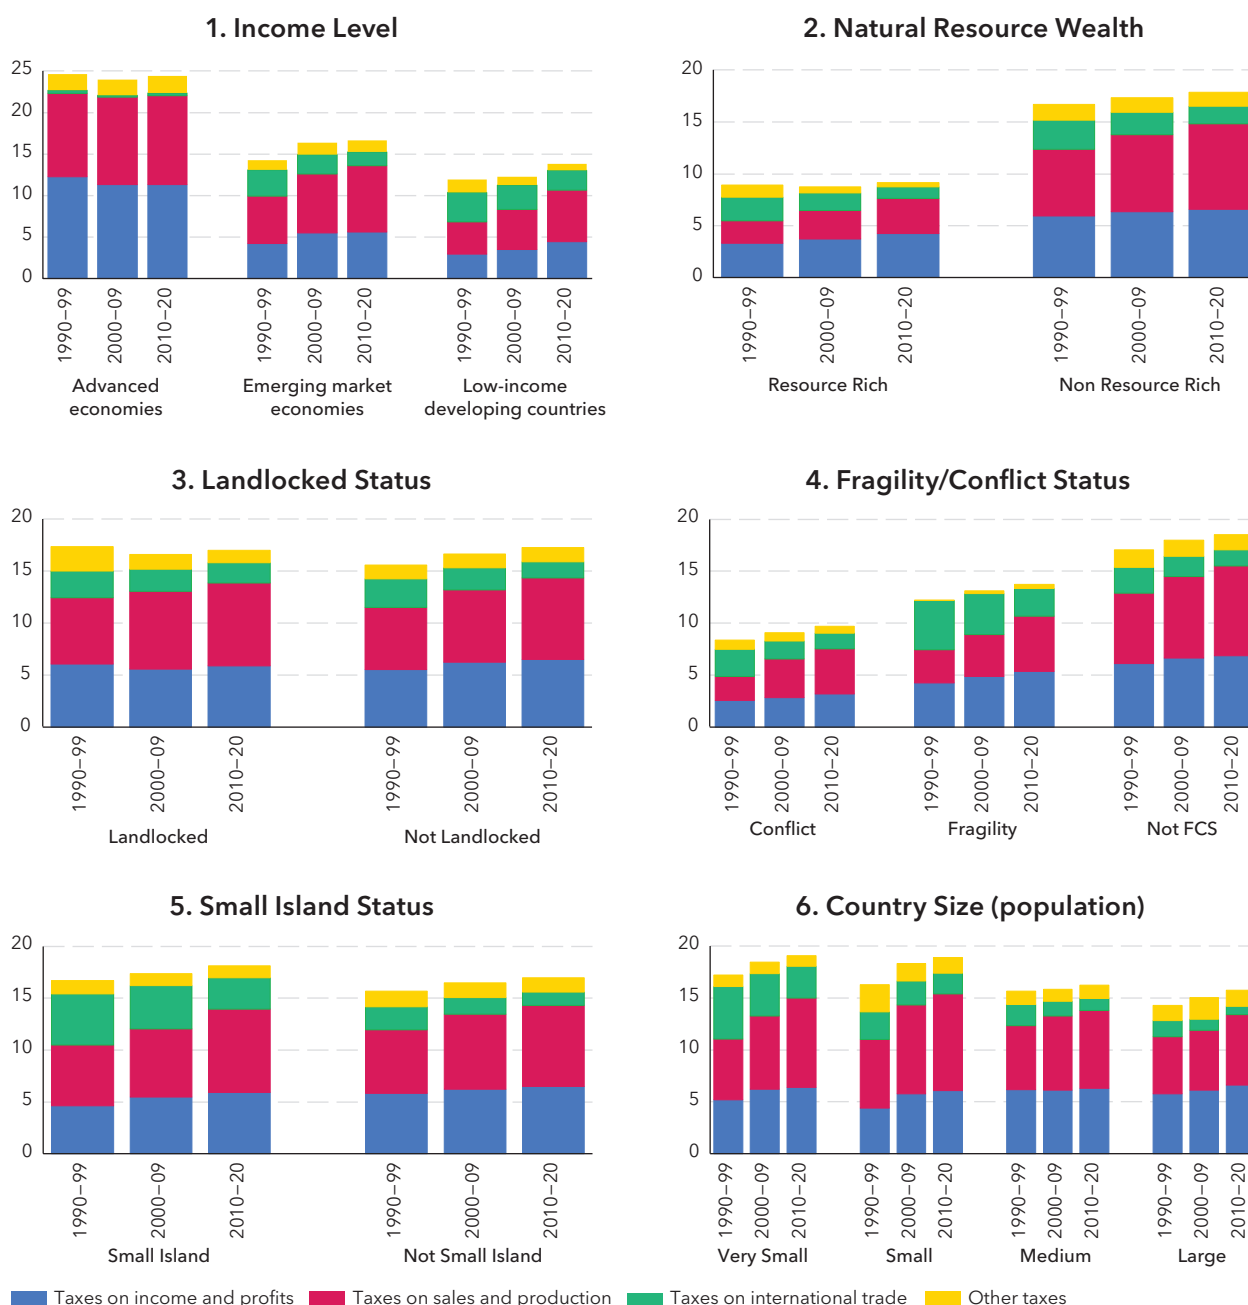 1. Income Level
25
20
15
10
5
0
1990–99
2000–09
2010–20
1990–99
2000–09
2010–20
1990–99
2000–09
2010–20
Advanced
economies
Emerging market
economies
Low-income
developing countries
2. Natural Resource Wealth
20
15
10
5
0
1990–99
2000–09
2010–20
1990–99
2000–09
2010–20
Resource Rich
Non Resource Rich
3. Landlocked Status
20
15
10
5
0
1990–99
2000–09
2010–20
1990–99
2000–09
2010–20
Landlocked
Not Landlocked
4. Fragility/Conflict Status
20
15
10
5
0
1990–99
2000–09
2010–20
1990–99
2000–09
2010–20
1990–99
2000–09
2010–20
Conflict
Fragility
Not FCS
5. Small Island Status
20
15
10
5
0
1990–99
2000–09
2010–20
1990–99
2000–09
2010–20
Small Island
Not Small Island
6. Country Size (population)
20
15
10
5
0
1990–99
2000–09
2010–20
1990–99
2000–09
2010–20
1990–99
2000–09
2010–20
1990–99
2000–09
2010–20
Very Small
Small
Medium
Large
Taxes on income and profits
Taxes on sales and production
Taxes on international trade
Other taxes